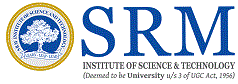 SRM
INSTITUTE OF SCIENCE & TECHNOLOGY
(Deemed to be University u/s 3 of UGC Act, 1956)